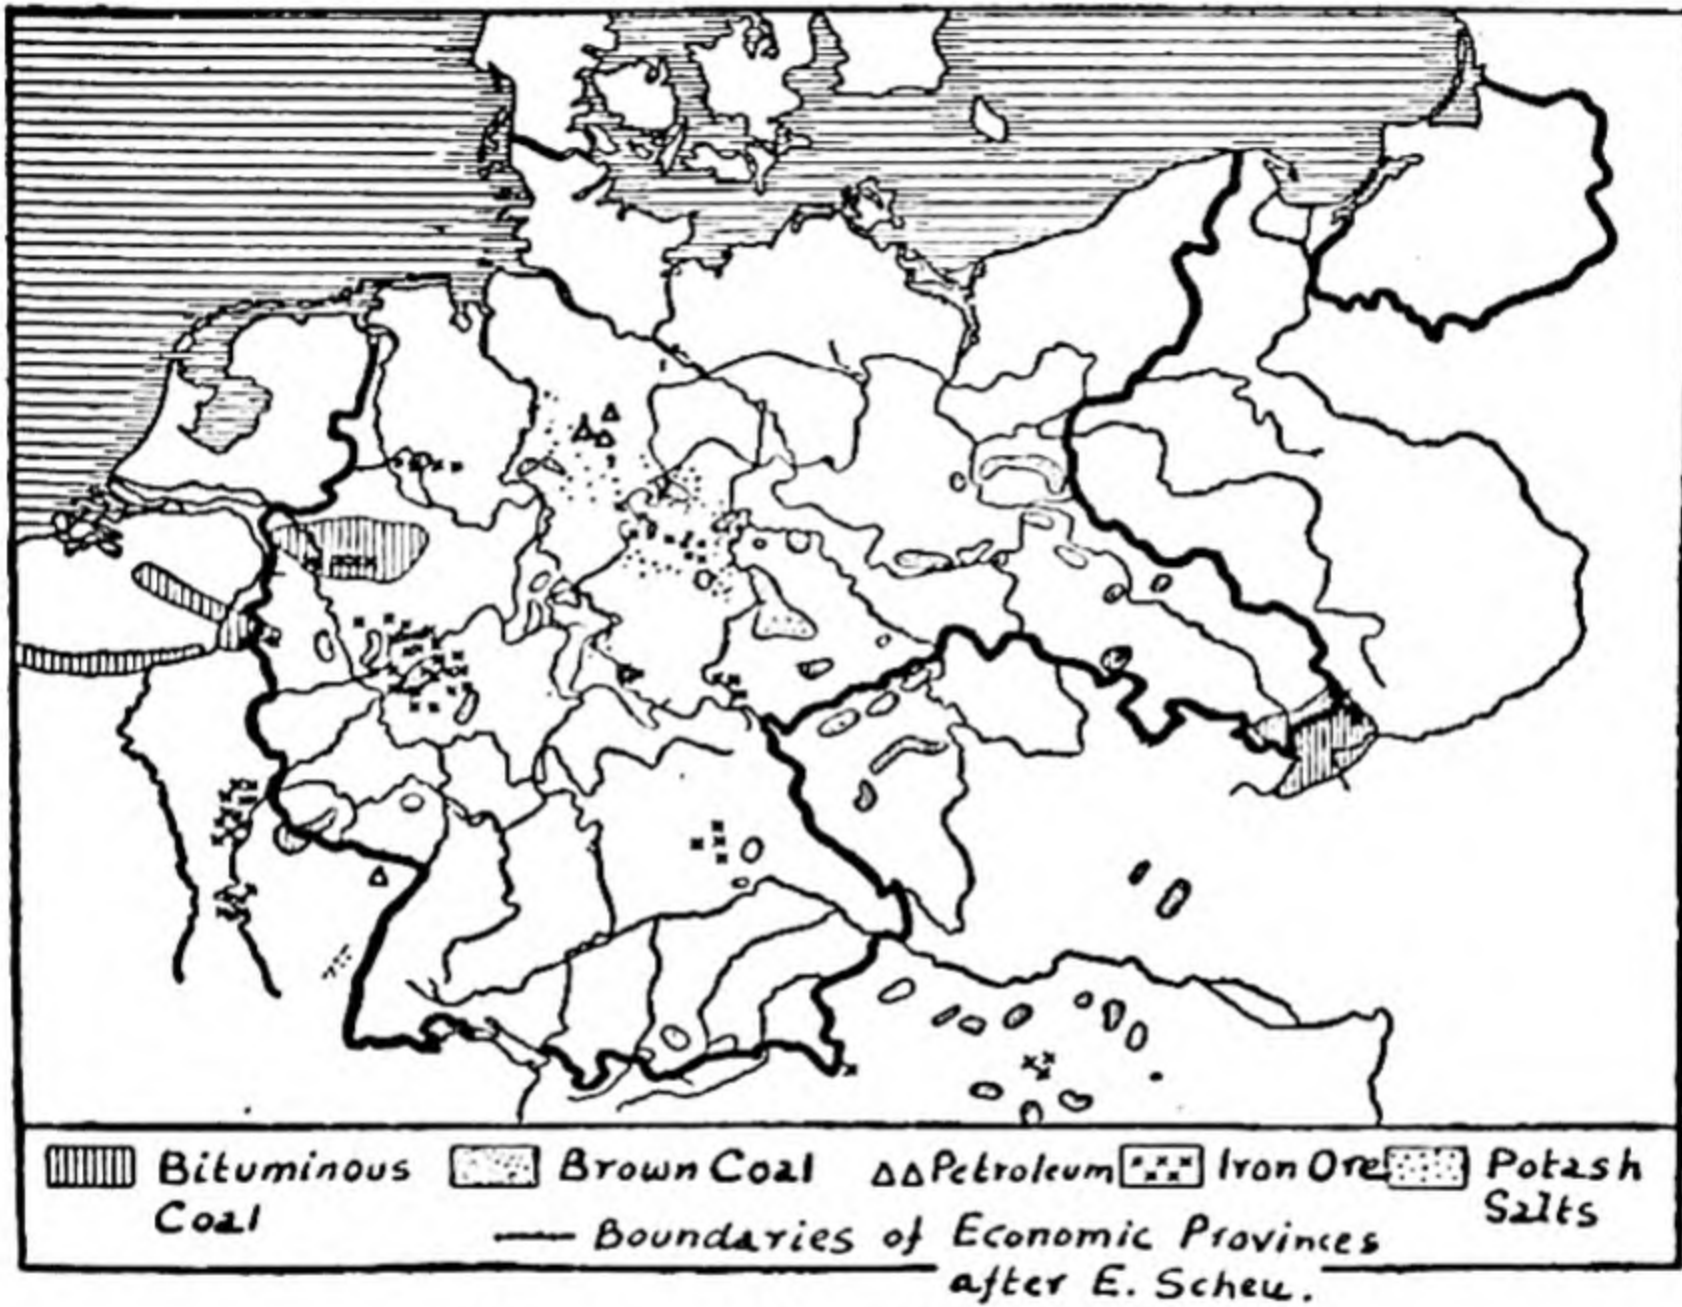 Bituminous Coal
Brown Coal
Petroleum
Iron Ore
Potash Salts
Boundaries of Economic Provinces
after E. Scheu.